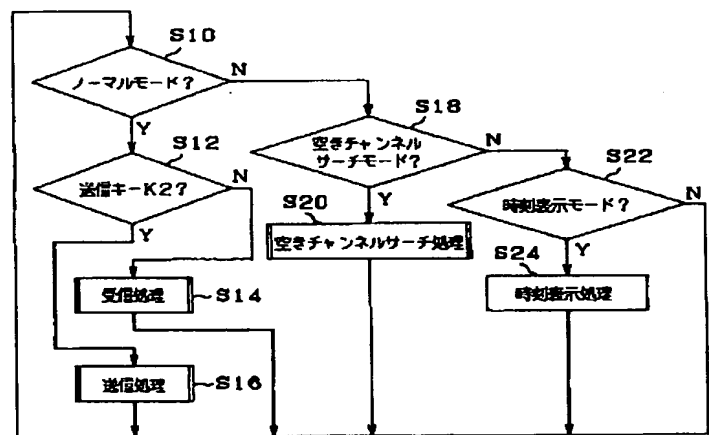 S10
ノーマルモード?
N
Y
S18
空きチャンネル
サーチモード?
N
Y
S12
送信キーK2?
N
Y
S22
時刻表示モード?
N
Y
S20
空きチャンネルサーチ処理
S24
時刻表示処理
受信処理
S14
送信処理
S16